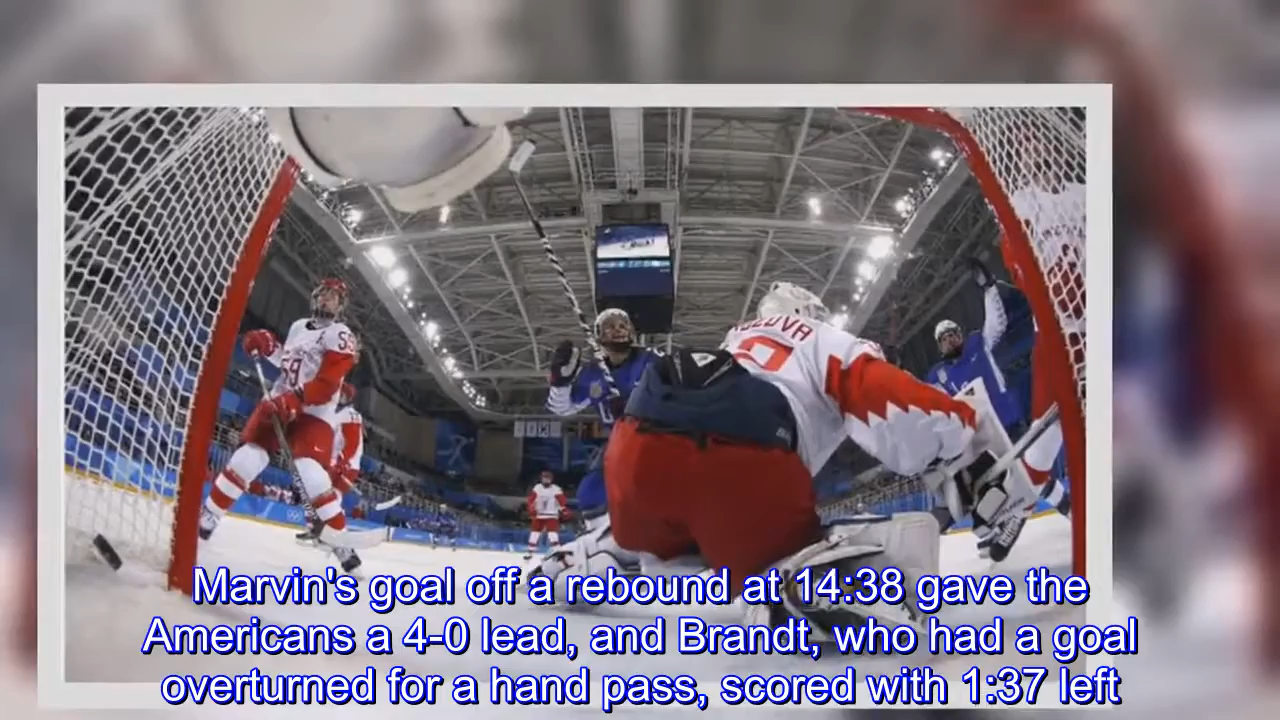 59
Marvin's goal off a rebound at 14:38 gave the
Americans a 4-0 lead, and Brandt, who had a goal
overturned for a hand pass, scored with 1:37 left